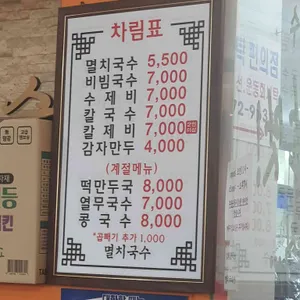 차림표
멸치국수 5,500
비빔국수 7,000
수제비 7,000
칼국수 7,000
칼제비 7,000
감자만두 4,000
(계절메뉴)
떡만두국 8,000
열무국수 7,000
콩국수 8,000
*곱빼기 추가 1,000
멸치국수